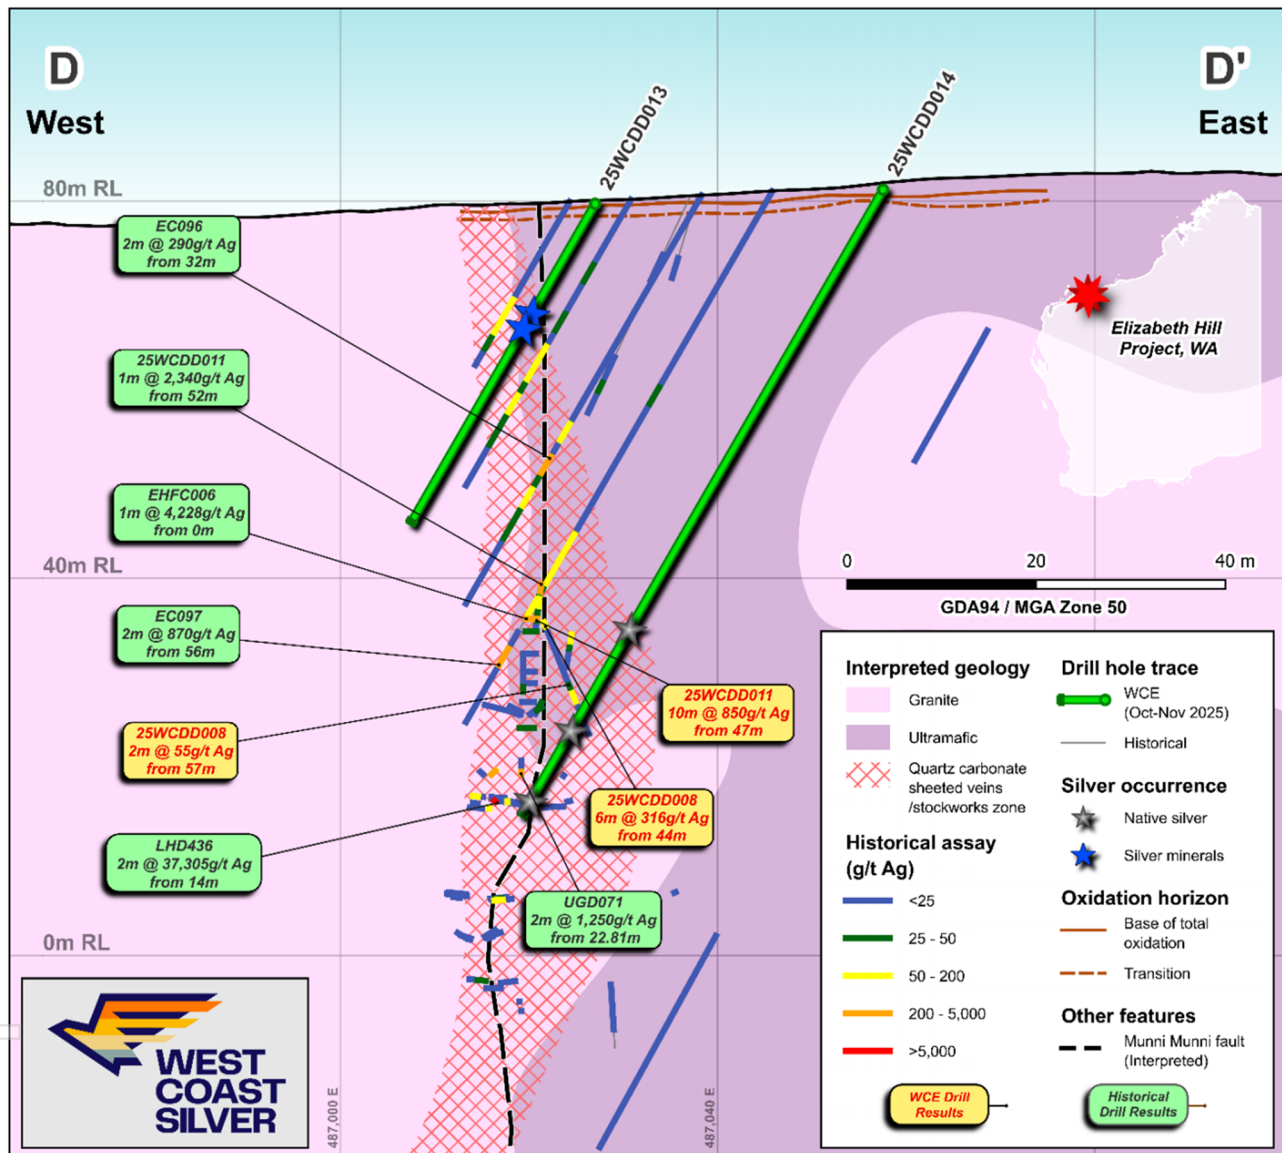 D
West
D'
East
25WCDD013
25WCDD014
80m RL
40m RL
0m RL
EC096
2m @ 290g/t Ag
from 32m
25WCDD011
1m @ 2,340g/t Ag
from 52m
EHFC006
1m @ 4,228g/t Ag
from 0m
EC097
2m @ 870g/t Ag
from 56m
25WCDD008
2m @ 55g/t Ag
from 57m
LHD436
2m @ 37,305g/t Ag
from 14m
25WCDD011
10m @ 850g/t Ag
from 47m
25WCDD008
6m @ 316g/t Ag
from 44m
UGD071
2m @ 1,250g/t Ag
from 22.81m
Elizabeth Hill
Project, WA
0 20 40 m
GDA94 / MGA Zone 50
Interpreted geology
Granite
Ultramafic
Quartz carbonate
sheeted veins
/stockworks zone
Historical assay
(g/t Ag)
<25
25 - 50
50 - 200
200 - 5,000
>5,000
WCE Drill
Results
Drill hole trace
WCE
(Oct-Nov 2025)
Historical
Silver occurrence
Native silver
Silver minerals
Oxidation horizon
Base of total
oxidation
Transition
Other features
Munni Munni fault
(Interpreted)
Historical
Drill Results
WEST
COAST
SILVER
487,000 E
487,040 E